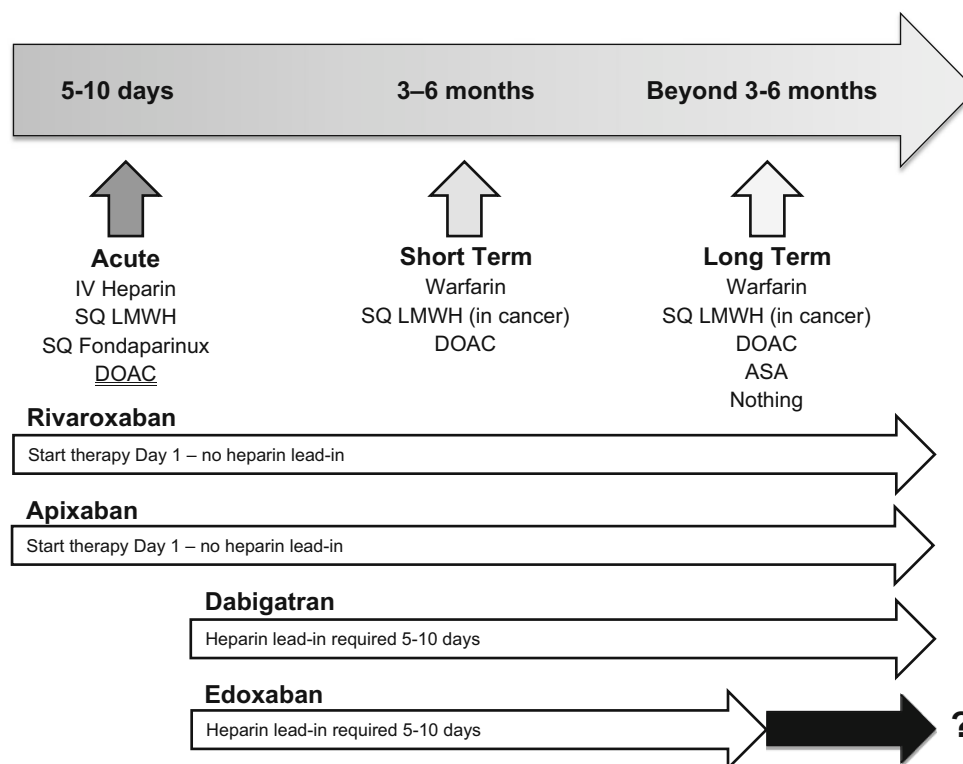 5-10 days
3–6 months
Beyond 3-6 months
Acute
IV Heparin
SQ LMWH
SQ Fondaparinux
DOAC
Short Term
Warfarin
SQ LMWH (in cancer)
DOAC
Long Term
Warfarin
SQ LMWH (in cancer)
DOAC
ASA
Nothing
Rivaroxaban
Start therapy Day 1 – no heparin lead-in
Apixaban
Start therapy Day 1 – no heparin lead-in
Dabigatran
Heparin lead-in required 5-10 days
Edoxaban
Heparin lead-in required 5-10 days
?